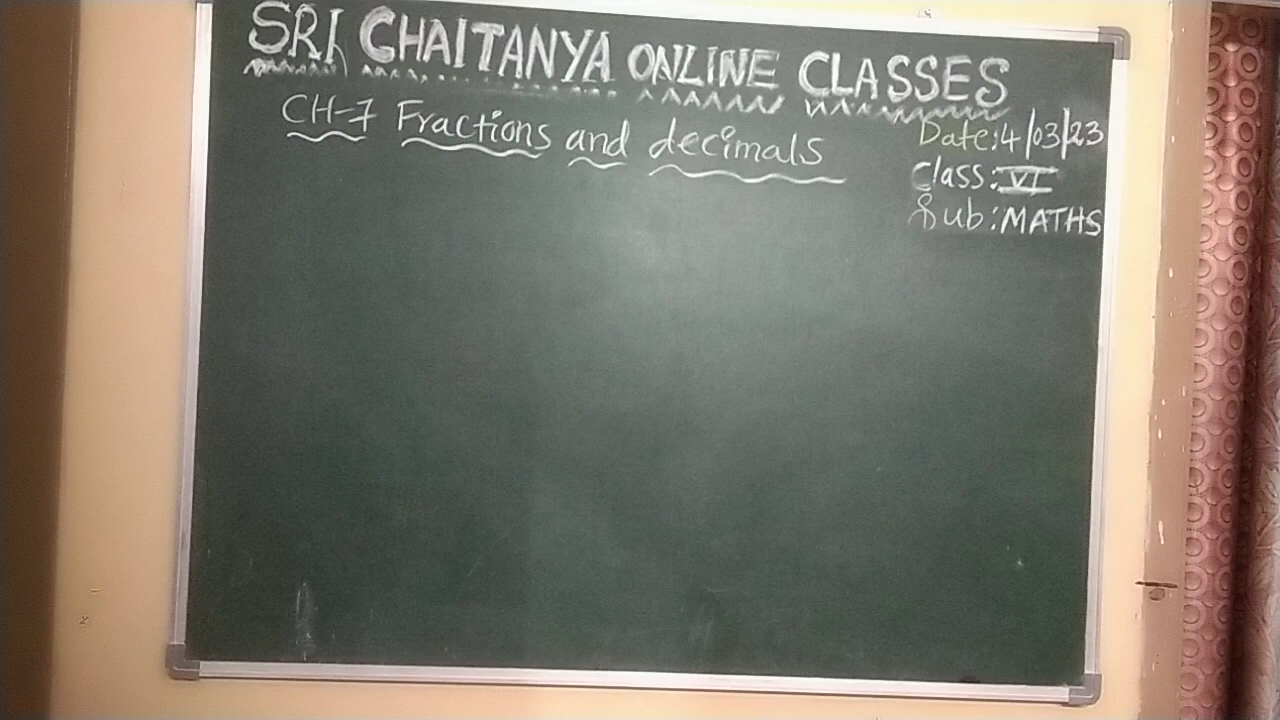 SRI CHAITANYA ONLINE CLASSES
CH-7 Fractions and decimals
Date:4/03/23
Class:VI
Sub:MATHS